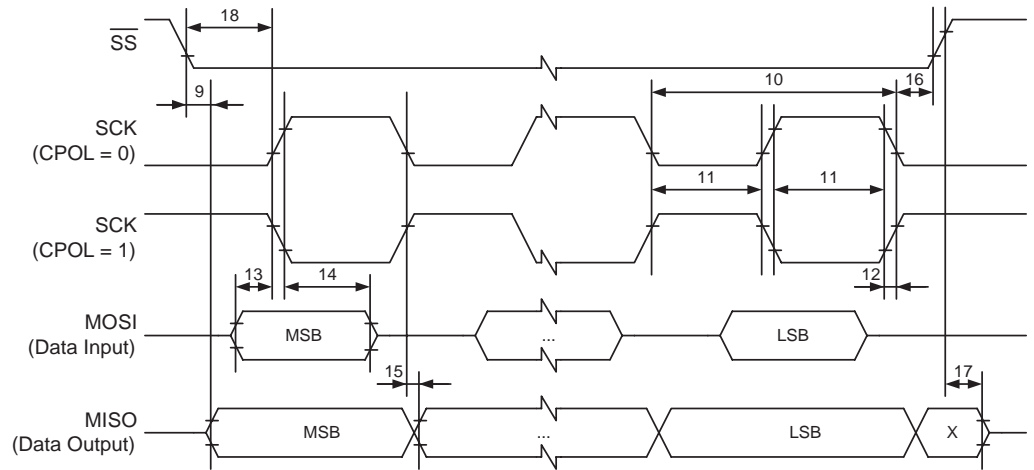 18
SS
10
16
9
SCK
(CPOL = 0)
11
11
SCK
(CPOL = 1)
13
14
12
MOSI
(Data Input)
MSB
...
LSB
15
17
MISO
(Data Output)
MSB
...
LSB
X